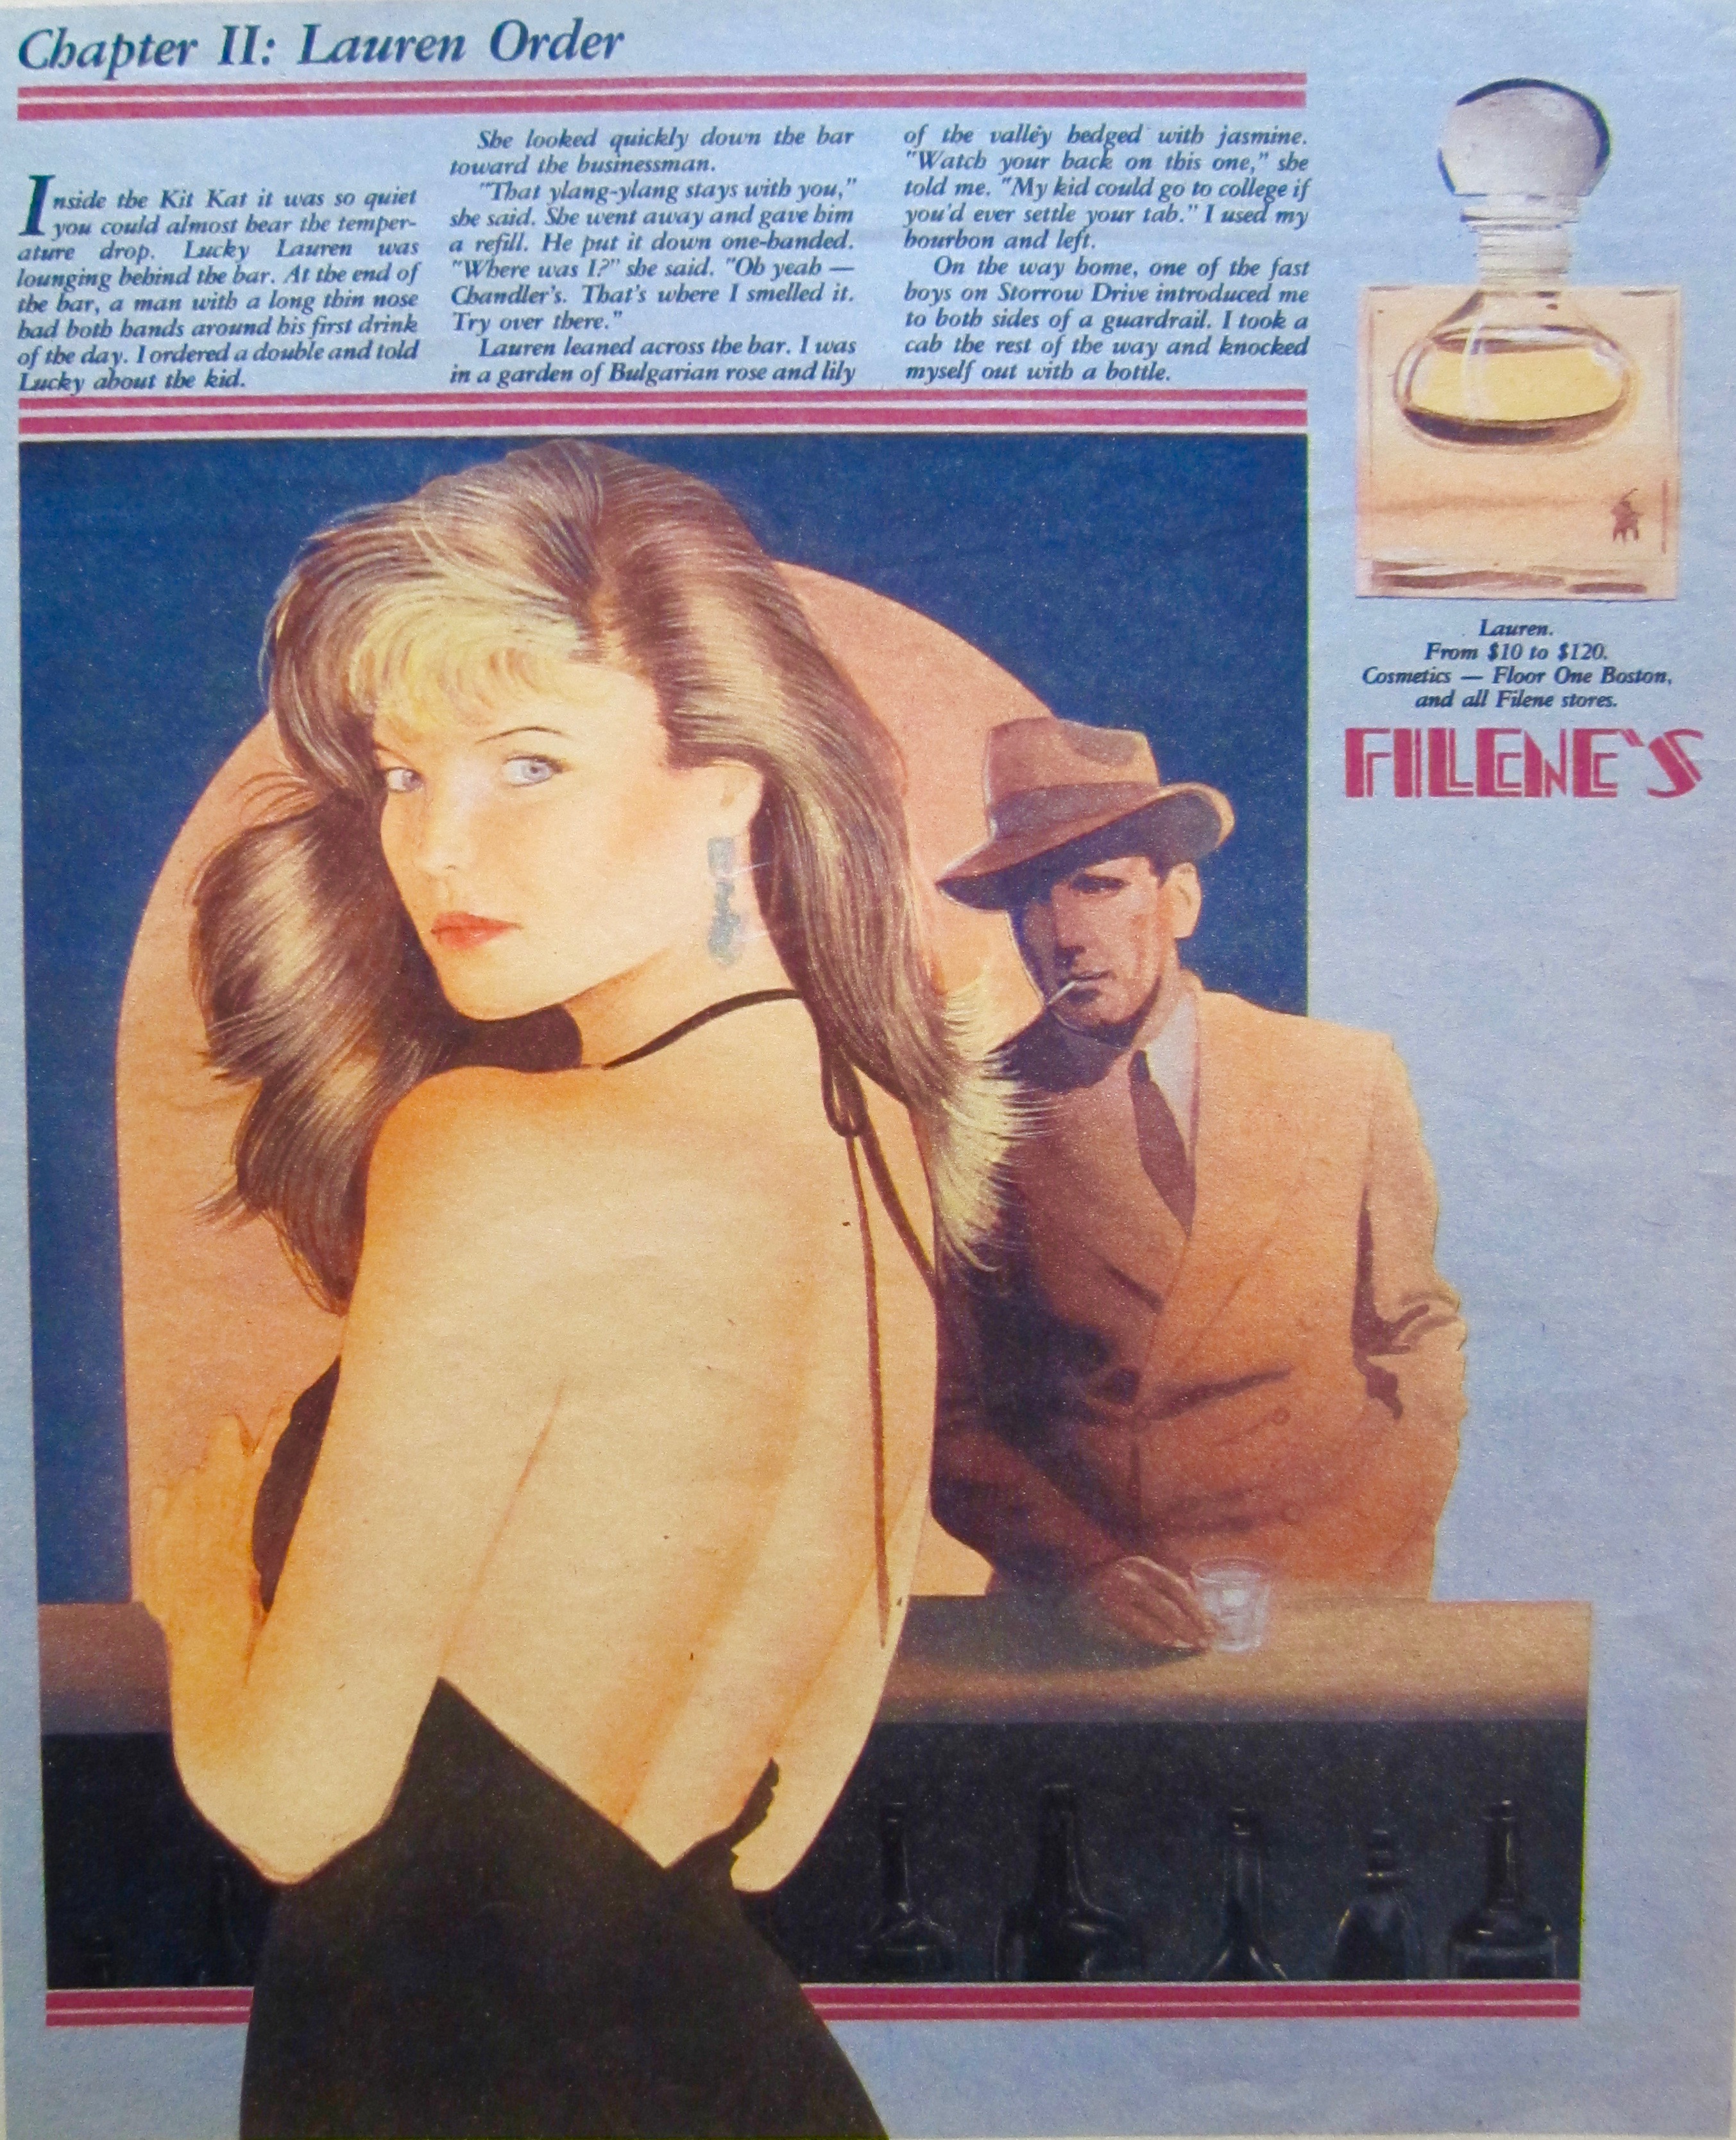 Chapter II: Lauren Order
Inside the Kit Kat it was so quiet
you could almost hear the temper-
ature drop. Lucky Lauren was
lounging behind the bar. At the end of
the bar, a man with a long thin nose
had both hands around his first drink
of the day. I ordered a double and told
Lucky about the kid.
She looked quickly down the bar
toward the businessman.
"That ylang-ylang stays with you,"
she said. She went away and gave him
a refill. He put it down one-handed.
"Where was I?" she said. "Oh yeah —
Chandler's. That's where I smelled it.
Try over there."
Lauren leaned across the bar. I was
in a garden of Bulgarian rose and lily
of the valley hedged with jasmine.
"Watch your back on this one," she
told me. "My kid could go to college if
you'd ever settle your tab." I used my
bourbon and left.
On the way home, one of the fast
boys on Storrow Drive introduced me
to both sides of a guardrail. I took a
cab the rest of the way and knocked
myself out with a bottle.
Lauren.
From $10 to $120.
Cosmetics — Floor One Boston,
and all Filene stores.
FILENE'S